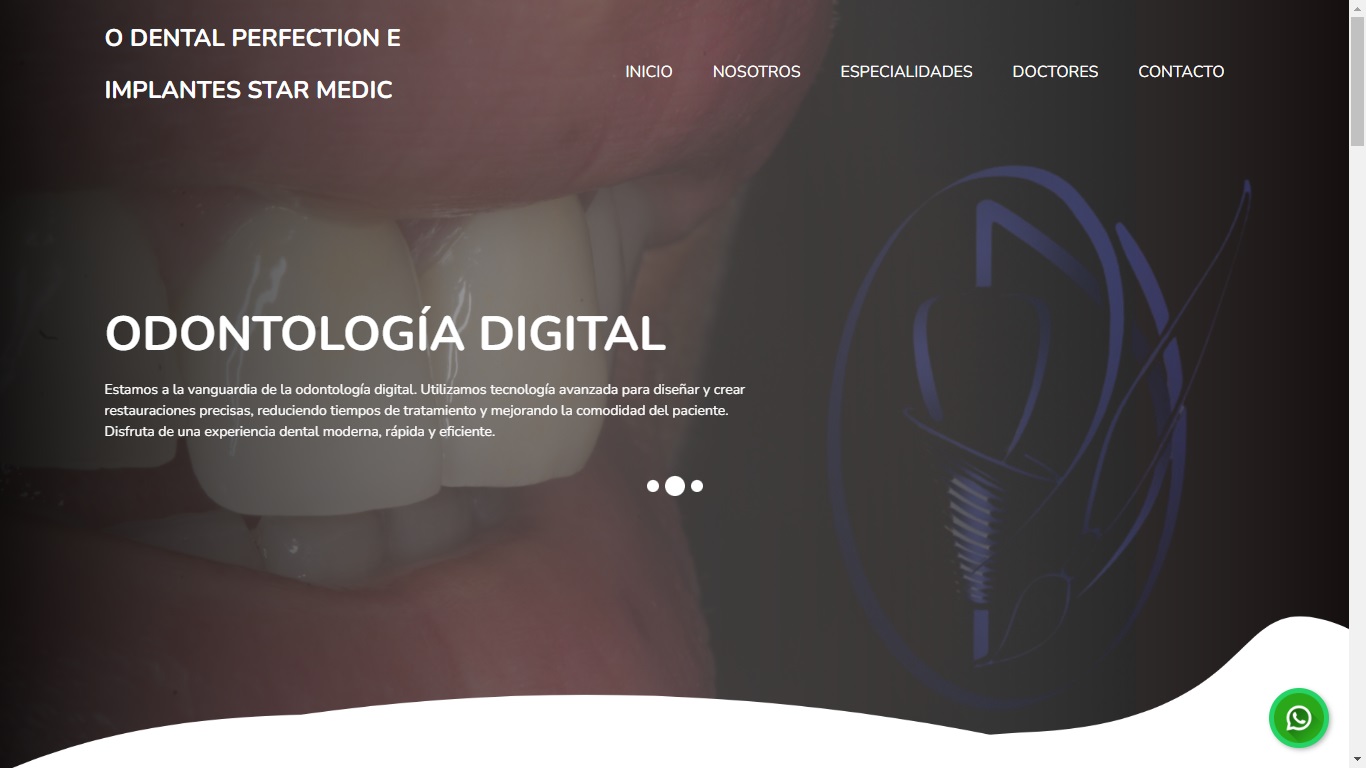 O DENTAL PERFECTION E
IMPLANTES STAR MEDIC
INICIO NOSOTROS ESPECIALIDADES DOCTORES CONTACTO
ODONTOLOGÍA DIGITAL
Estamos a la vanguardia de la odontología digital. Utilizamos tecnología avanzada para diseñar y crear
restauraciones precisas, reduciendo tiempos de tratamiento y mejorando la comodidad del paciente.
Disfruta de una experiencia dental moderna, rápida y eficiente.